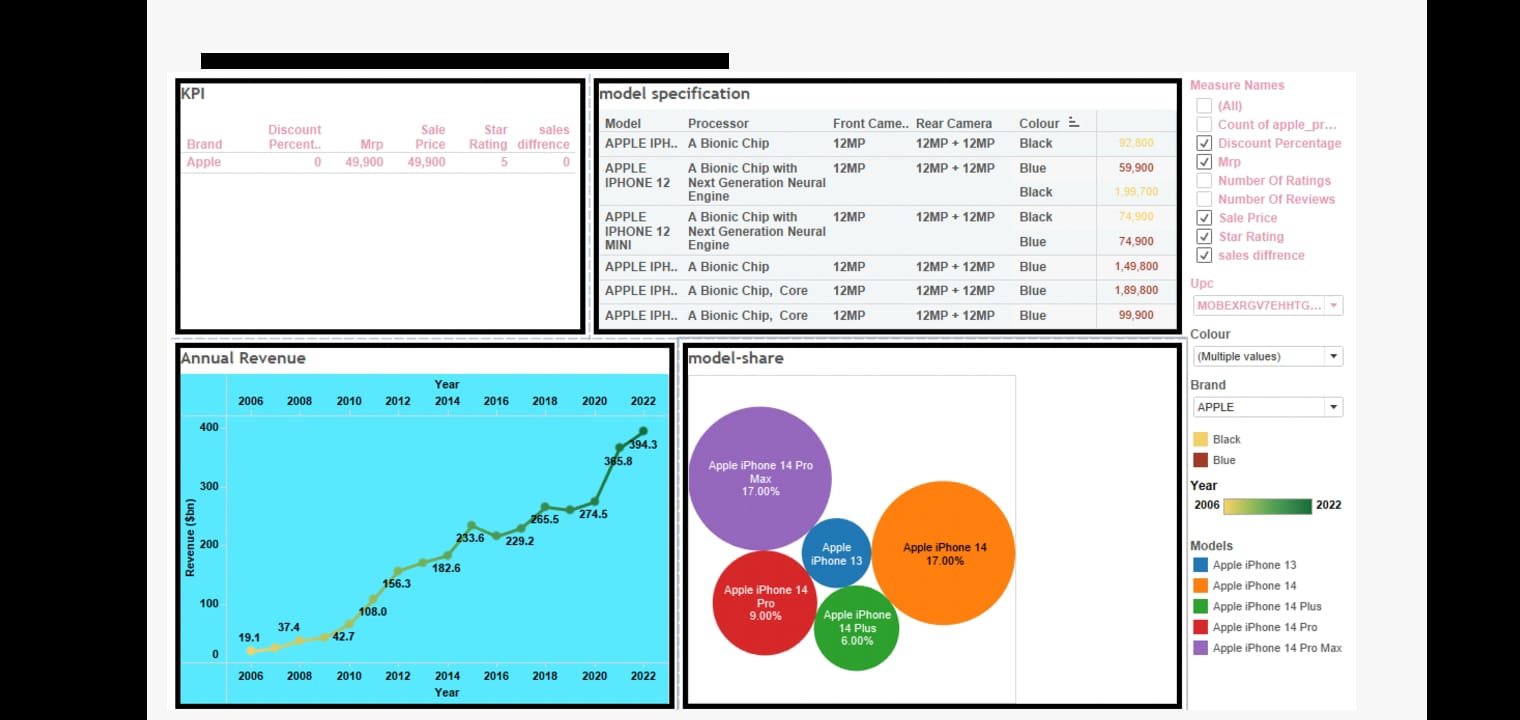 KPI
Discount Sale Star sales
Brand Percent.. Mrp Price Rating diffrence
Apple 0 49,900 49,900 5 0
model specification
Model Processor Front Came.. Rear Camera Colour
APPLE IPH.. A Bionic Chip 12MP 12MP + 12MP Black 92,800
APPLE A Bionic Chip with 12MP 12MP + 12MP Blue 59,900
IPHONE 12 Next Generation Neural
Engine Black 1,99,700
APPLE A Bionic Chip with 12MP 12MP + 12MP Black 74,900
IPHONE 12 Next Generation Neural
MINI Engine Blue 74,900
APPLE IPH.. A Bionic Chip 12MP 12MP + 12MP Blue 1,49,800
APPLE IPH.. A Bionic Chip, Core 12MP 12MP + 12MP Blue 1,89,800
APPLE IPH.. A Bionic Chip, Core 12MP 12MP + 12MP Blue 99,900
Measure Names
(All)
Count of apple_pr...
Discount Percentage
Mrp
Number Of Ratings
Number Of Reviews
Sale Price
Star Rating
sales diffrence
Upc
MOBEXRGV7EHHTG...
Colour
(Multiple values)
Brand
APPLE
Black
Blue
Year
2006 2022
Models
Apple iPhone 13
Apple iPhone 14
Apple iPhone 14 Plus
Apple iPhone 14 Pro
Apple iPhone 14 Pro Max
Annual Revenue
Year
2006 2008 2010 2012 2014 2016 2018 2020 2022
Revenue ($bn)
400
300
200
100
0
19.1
37.4
42.7
108.0
156.3
182.6
233.6
229.2
265.5
274.5
365.8
394.3
2006 2008 2010 2012 2014 2016 2018 2020 2022
Year
model-share
Apple iPhone 14 Pro
Max
17.00%
Apple
iPhone 13
Apple iPhone 14
17.00%
Apple iPhone 14
Pro
9.00%
Apple iPhone
14 Plus
6.00%